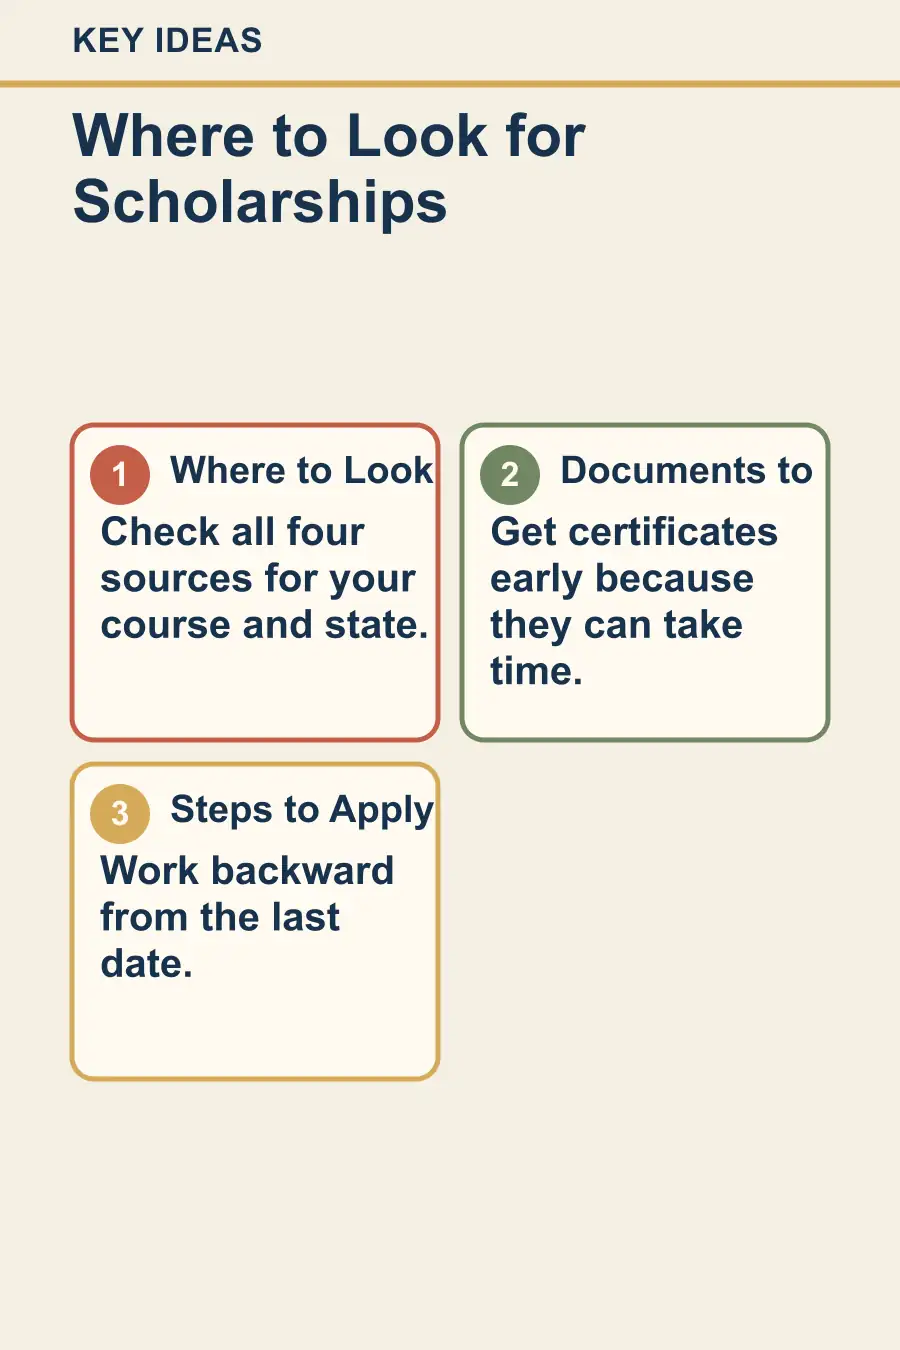 KEY IDEAS
Where to Look for
Scholarships
1 Where to Look
Check all four
sources for your
course and state.
2 Documents to
Get certificates
early because
they can take
time.
3 Steps to Apply
Work backward
from the last
date.